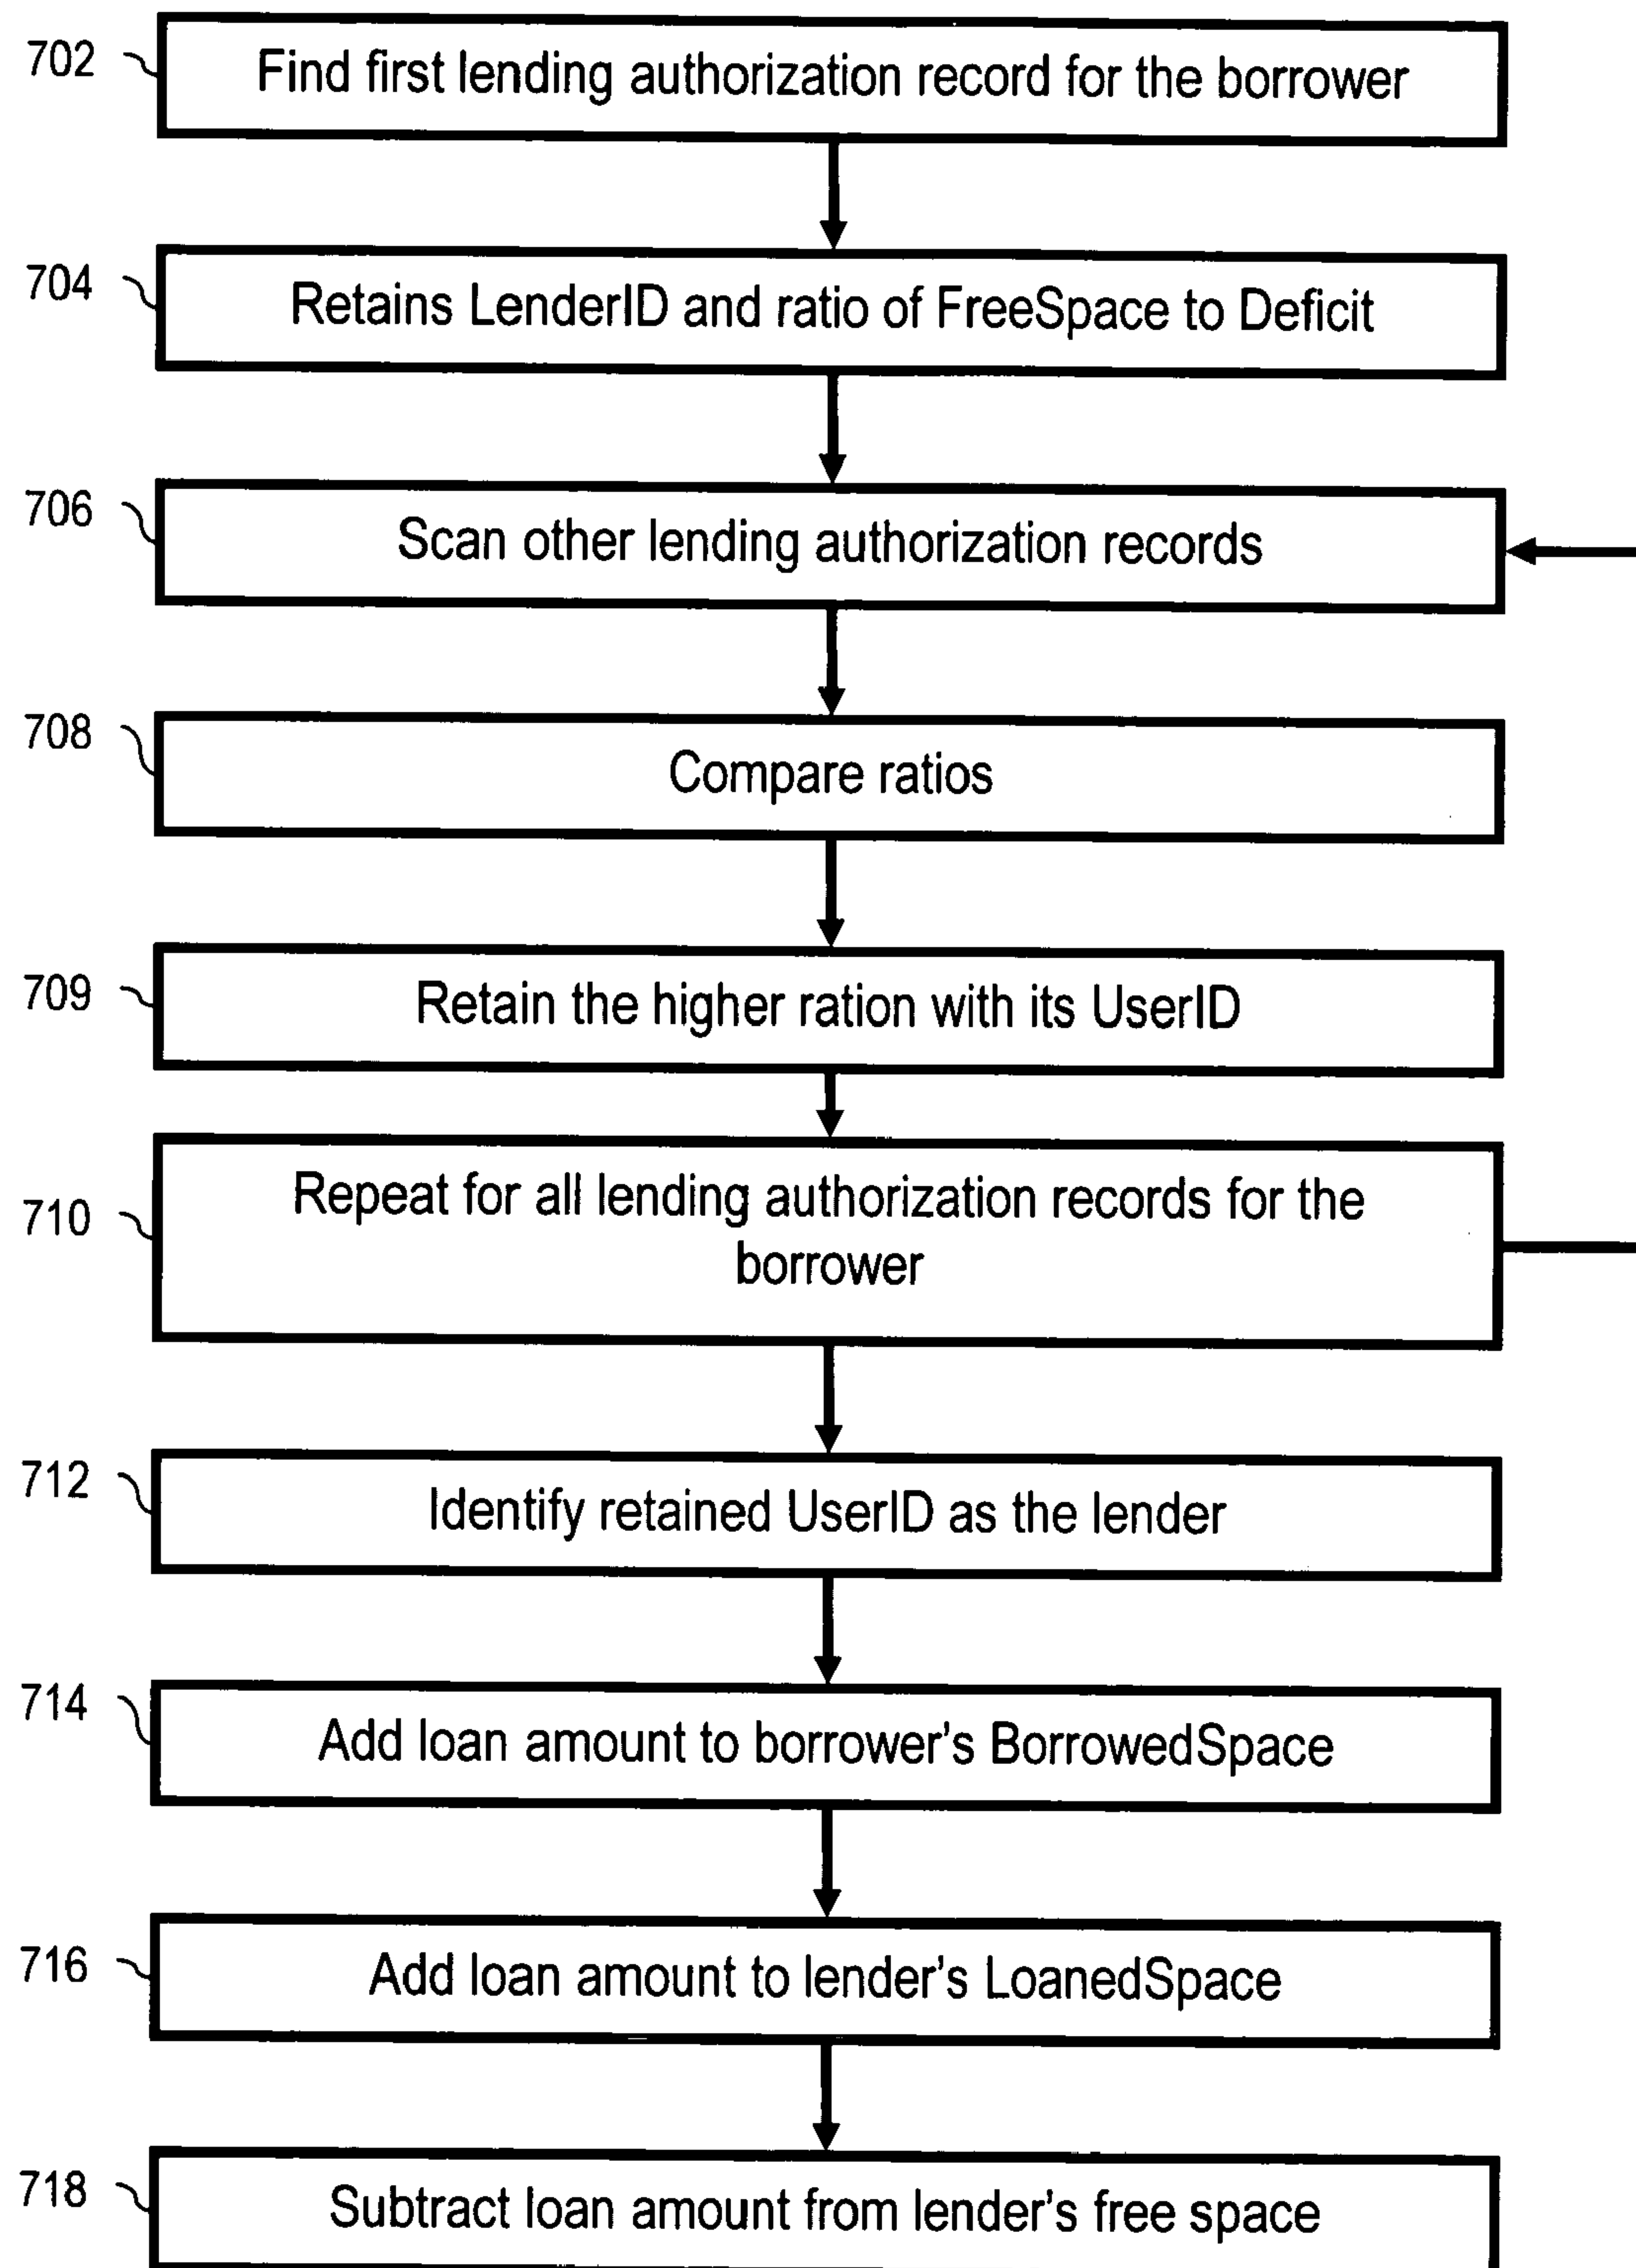 702 Find first lending authorization record for the borrower
704 Retains LenderID and ratio of FreeSpace to Deficit
706 Scan other lending authorization records
708 Compare ratios
709 Retain the higher ration with its UserID
710 Repeat for all lending authorization records for the
borrower
712 Identify retained UserID as the lender
714 Add loan amount to borrower's BorrowedSpace
716 Add loan amount to lender's LoanedSpace
718 Subtract loan amount from lender's free space